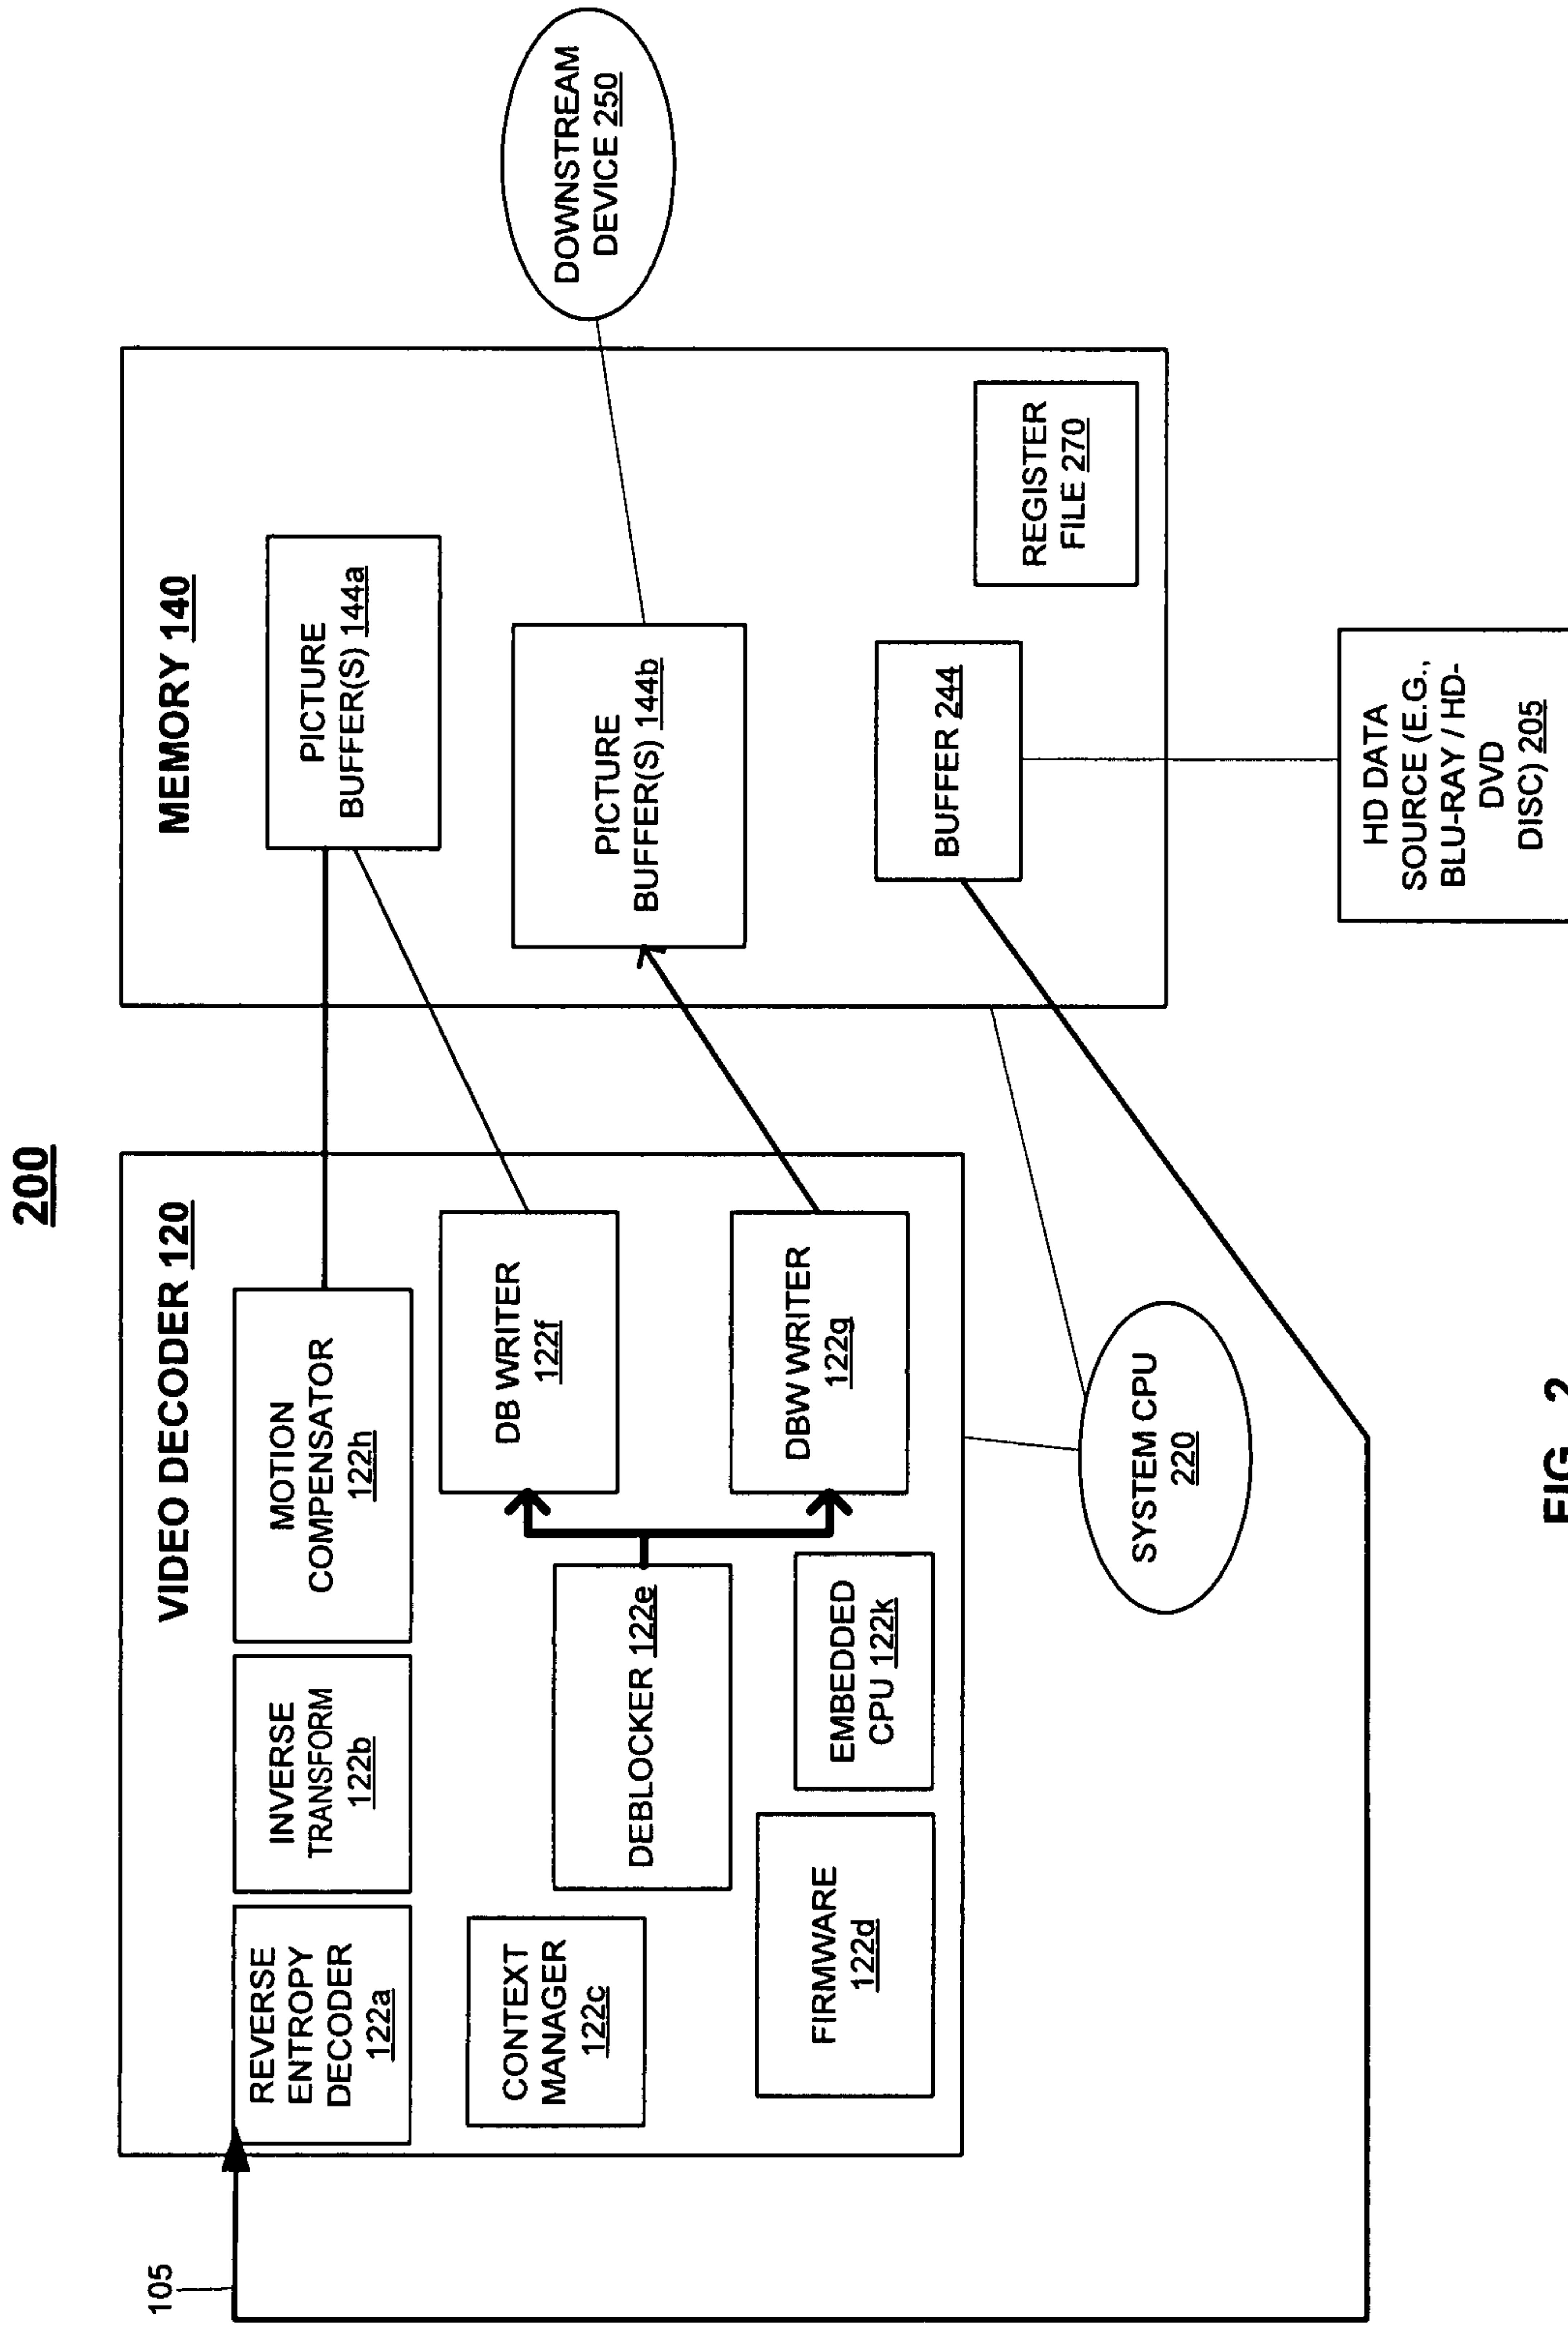 200
VIDEO DECODER 120
REVERSE
ENTROPY
DECODER
122a
INVERSE
TRANSFORM
122b
MOTION
COMPENSATOR
122h
CONTEXT
MANAGER
122c
DEBLOCKER 122e
DB WRITER
122f
DBW WRITER
122g
FIRMWARE
122d
EMBEDDED
CPU 122k
105
SYSTEM CPU
220
MEMORY 140
PICTURE
BUFFER(S) 144a
PICTURE
BUFFER(S) 144b
BUFFER 244
REGISTER
FILE 270
DOWNSTREAM
DEVICE 250
HD DATA
SOURCE (E.G.,
BLU-RAY / HD-
DVD
DISC) 205
FIG. 2